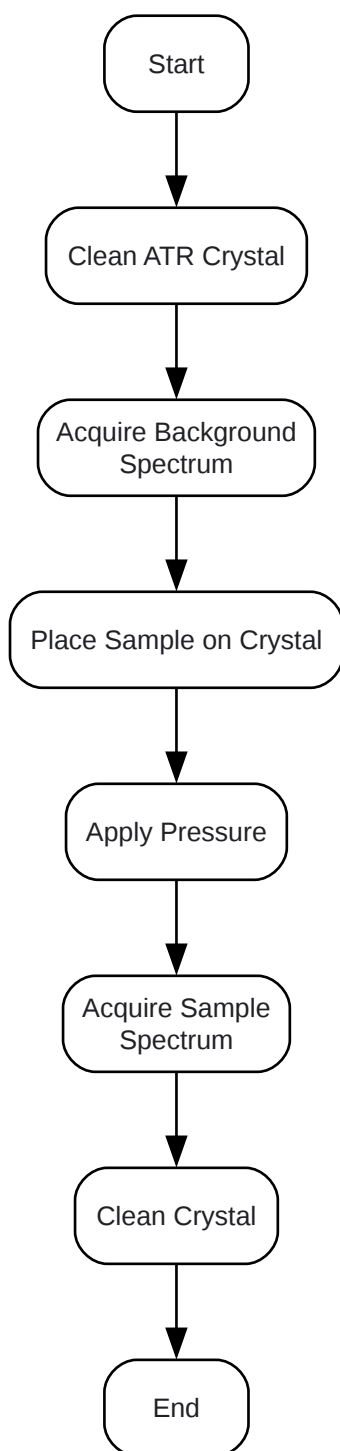 Start
Clean ATR Crystal
Acquire Background
Spectrum
Place Sample on Crystal
Apply Pressure
Acquire Sample
Spectrum
Clean Crystal
End